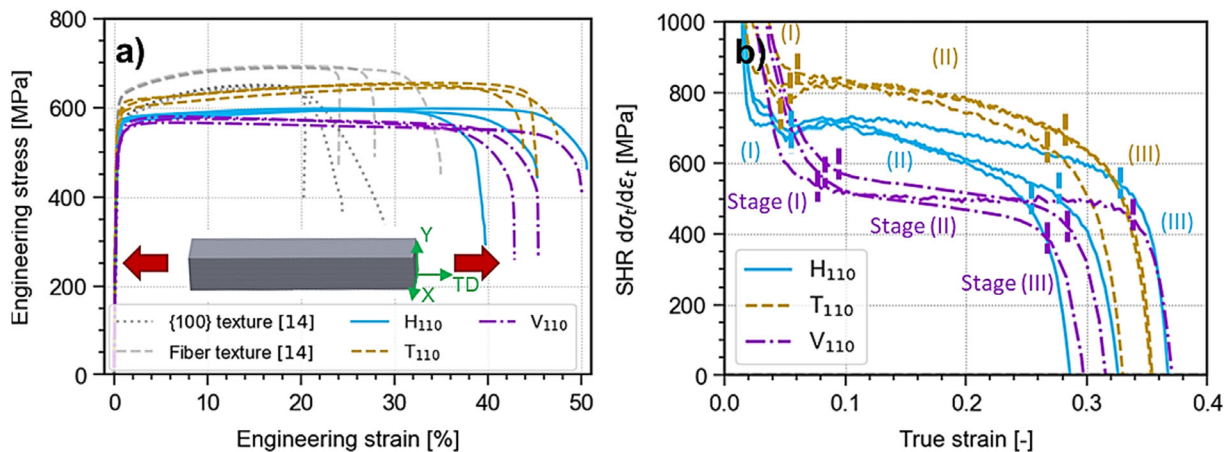 a)
800
600
400
200
0
Engineering stress [MPa]
Y
TD
X
{100} texture [14]
Fiber texture [14]
H110
T110
V110
0 10 20 30 40 50
Engineering strain [%]
b)
1000
800
600
400
200
0
SHR dσt/dεt [MPa]
(I)
(II)
(III)
(I)
(II)
(III)
Stage (I)
Stage (II)
Stage (III)
H110
T110
V110
0.0 0.1 0.2 0.3 0.4
True strain [-]